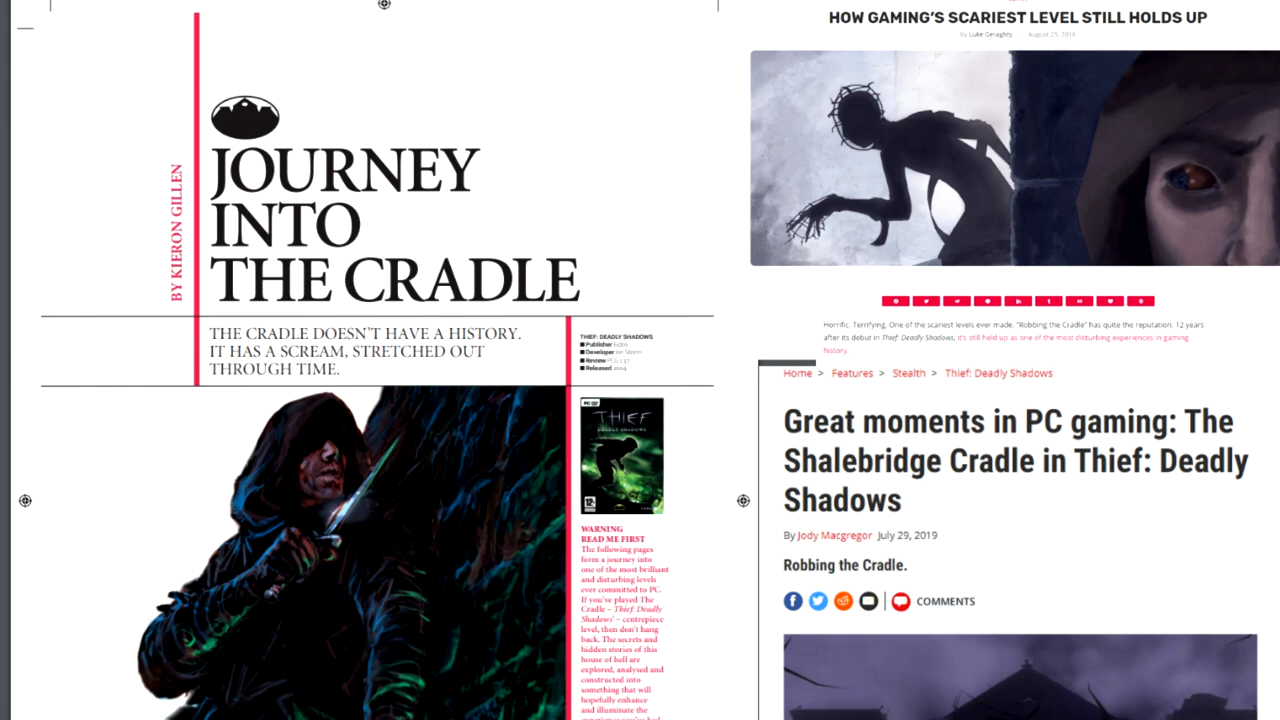 BY KIERON GILLEN
JOURNEY
INTO
THE CRADLE
THE CRADLE DOESN'T HAVE A HISTORY.
IT HAS A SCREAM, STRETCHED OUT
THROUGH TIME.
THIEF: DEADLY SHADOWS
Publisher Eidos
Developer Ion Storm
Review
Released 2004
PC DVD
THIEF
DEADLY SHADOWS
WARNING
READ ME FIRST
The following pages
form a journey into
one of the most brilliant
and disturbing levels
ever committed to PC.
If you've played The
Cradle – Thief: Deadly
Shadows' – centrepiece
level, then don't hang
back. The secrets and
hidden stories of this
house of hell are
explored, analysed and
constructed into
something that will
hopefully enhance
and illuminate the
HOW GAMING'S SCARIEST LEVEL STILL HOLDS UP
by Luke Geraghty August 25, 2016
Horrific. Terrifying. One of the scariest levels ever made. "Robbing the Cradle" has quite the reputation. 12 years
after its debut in Thief: Deadly Shadows, it's still held up as one of the most disturbing experiences in gaming
history.
Home > Features > Stealth > Thief: Deadly Shadows
Great moments in PC gaming: The
Shalebridge Cradle in Thief: Deadly
Shadows
By Jody Macgregor July 29, 2019
Robbing the Cradle.
COMMENTS